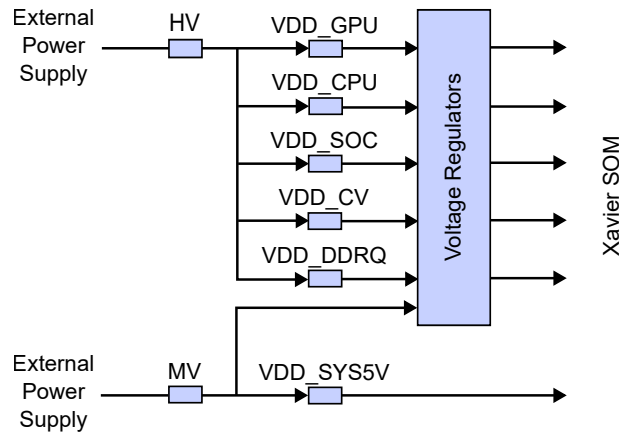 External
Power
Supply
HV
VDD_GPU
VDD_CPU
VDD_SOC
VDD_CV
VDD_DDRQ
Voltage Regulators
Xavier SOM
External
Power
Supply
MV
VDD_SYS5V